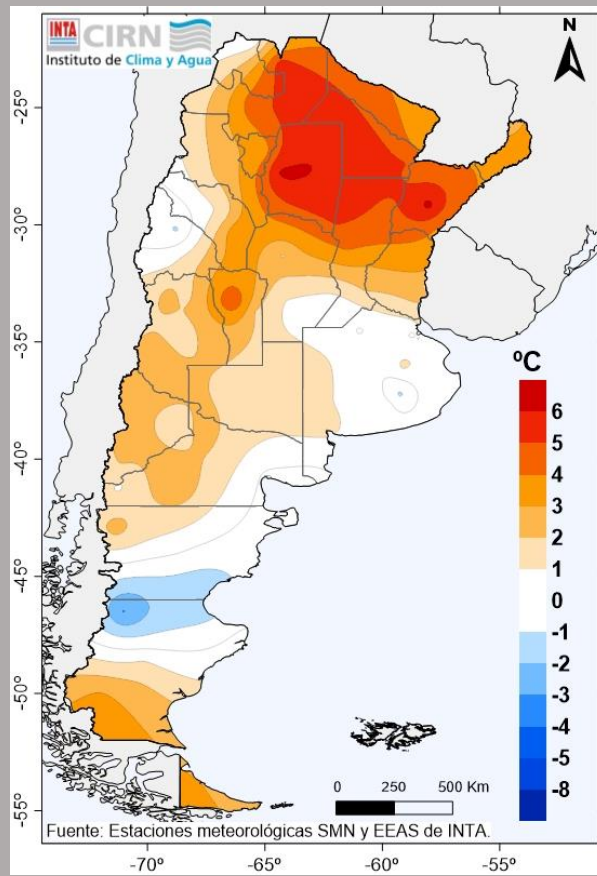 INTA CIRN
Instituto de Clima y Agua
N
-25°
-30°
-35°
-40°
-45°
-50°
-55°
ºC
6
5
4
3
2
1
0
-1
-2
-3
-4
-5
-8
0 250 500 Km
Fuente: Estaciones meteorológicas SMN y EEAS de INTA.
-70° -65° -60° -55°